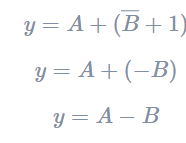 y = A + (B̅ + 1)
y = A + (−B)
y = A − B